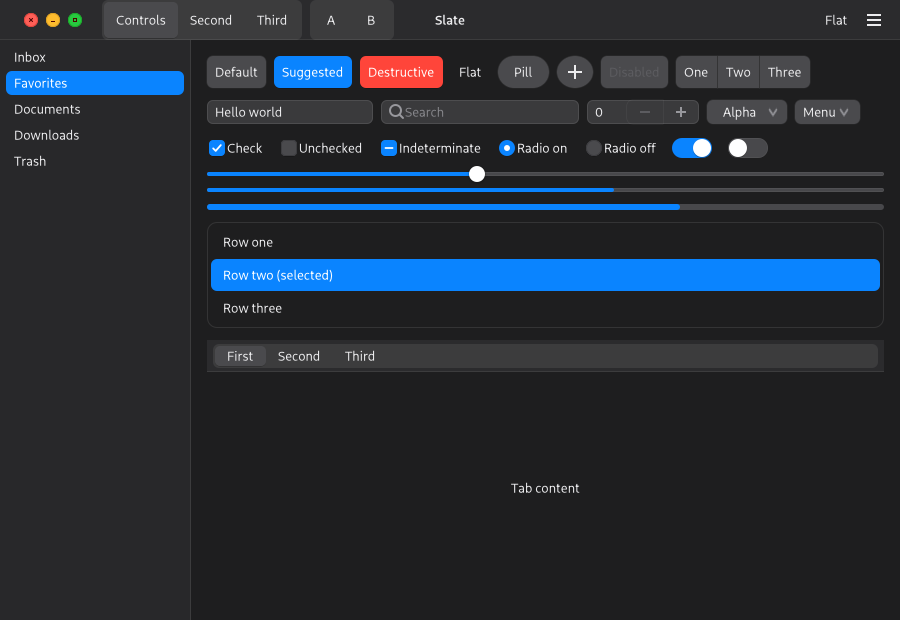 Controls Second Third A B Slate Flat
Inbox
Favorites
Documents
Downloads
Trash
Default Suggested Destructive Flat Pill Disabled One Two Three
Hello world Search 0 Alpha Menu
Check Unchecked Indeterminate Radio on Radio off
Row one
Row two (selected)
Row three
First Second Third
Tab content